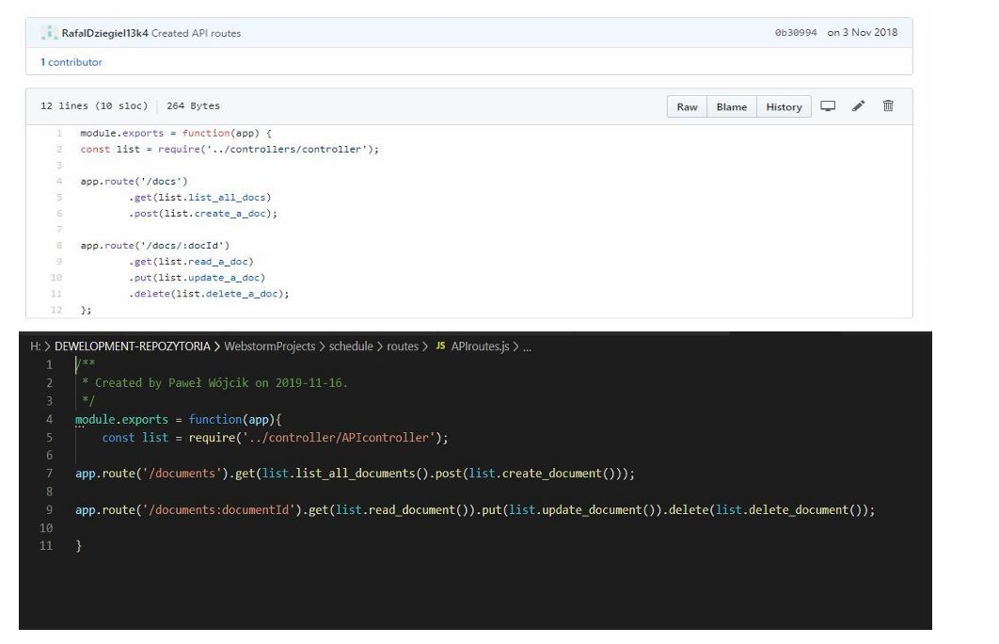 RafalDziegiel13k4 Created API routes 0b30994 on 3 Nov 2018
1 contributor
12 lines (10 sloc) 264 Bytes Raw Blame History
1 module.exports = function(app) {
2 const list = require('../controllers/controller');
3
4 app.route('/docs')
5 .get(list.list_all_docs)
6 .post(list.create_a_doc);
7
8 app.route('/docs/:docId')
9 .get(list.read_a_doc)
10 .put(list.update_a_doc)
11 .delete(list.delete_a_doc);
12 };
H: > DEWELOPMENT-REPOZYTORIA > WebstormProjects > schedule > routes > JS APIroutes.js > ...
1 /**
2 * Created by Paweł Wójcik on 2019-11-16.
3 */
4 module.exports = function(app){
5 const list = require('../controller/APIcontroller');
6
7 app.route('/documents').get(list.list_all_documents().post(list.create_document()));
8
9 app.route('/documents:documentId').get(list.read_document()).put(list.update_document()).delete(list.delete_document());
10
11 }